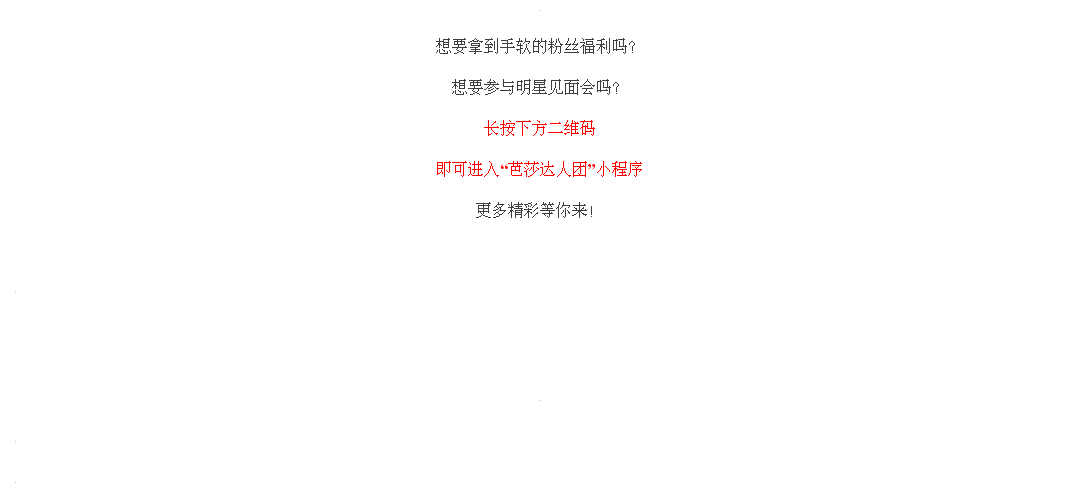 想要拿到手软的粉丝福利吗?
想要参与明星见面会吗?
长按下方二维码
即可进入“芭莎达人团”小程序
更多精彩等你来!